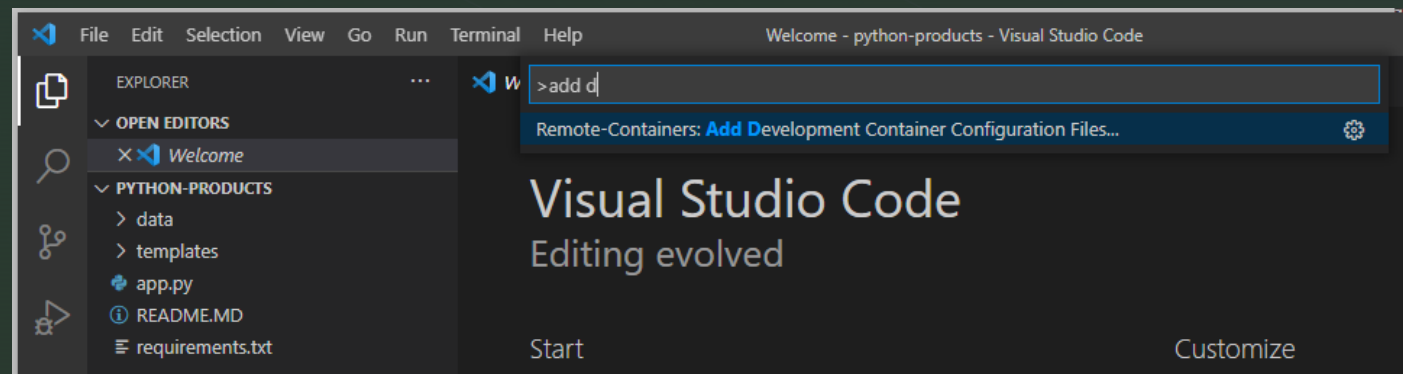 File Edit Selection View Go Run Terminal Help Welcome - python-products - Visual Studio Code
EXPLORER ...
W
>add d
Remote-Containers: Add Development Container Configuration Files...
OPEN EDITORS
Welcome
PYTHON-PRODUCTS
data
templates
app.py
README.MD
requirements.txt
Visual Studio Code
Editing evolved
Start Customize